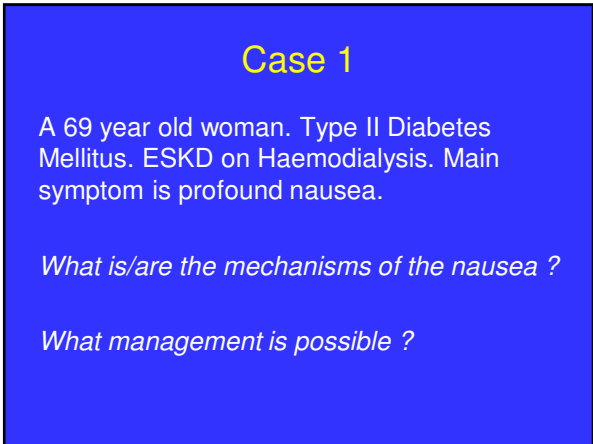 Case 1
A 69 year old woman. Type II Diabetes
Mellitus. ESKD on Haemodialysis. Main
symptom is profound nausea.
What is/are the mechanisms of the nausea ?
What management is possible ?